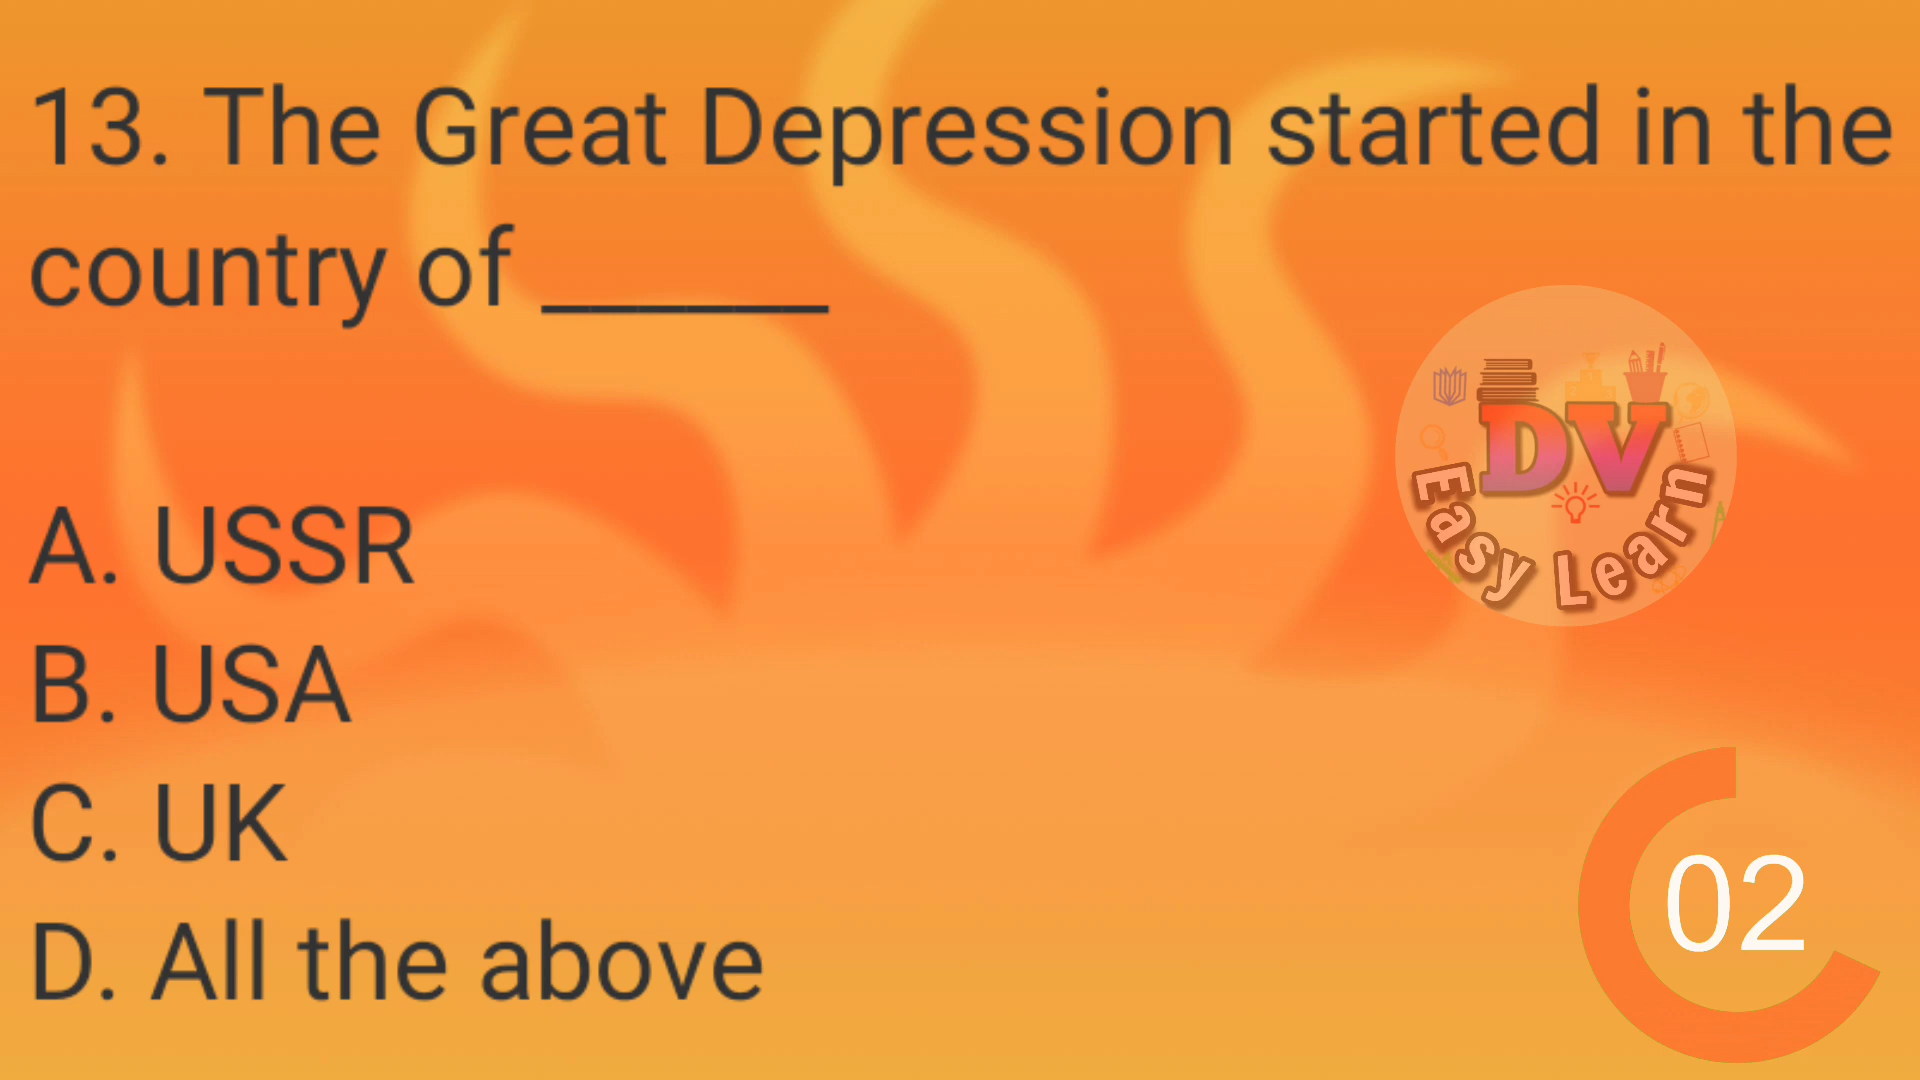 13. The Great Depression started in the
country of ______
A. USSR
B. USA
C. UK
D. All the above
DV
Easy Learn
02